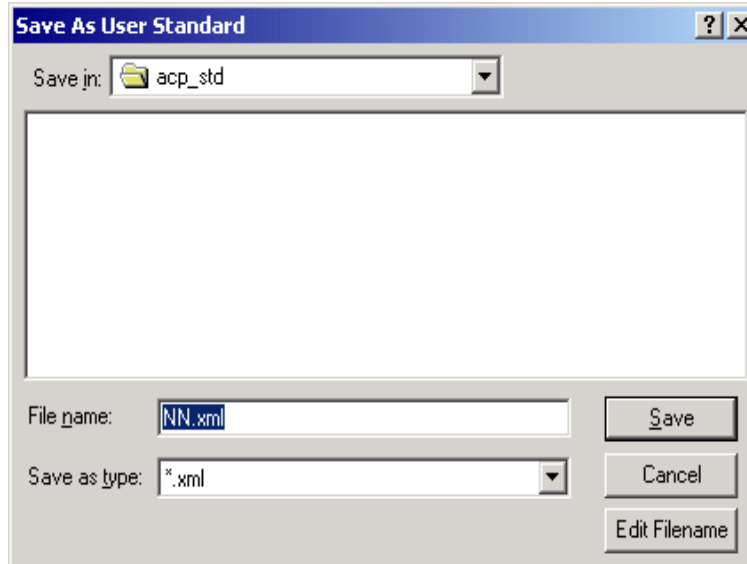 Save As User Standard
Save in: acp_std
File name: NN.xml
Save
Save as type: *.xml
Cancel
Edit Filename